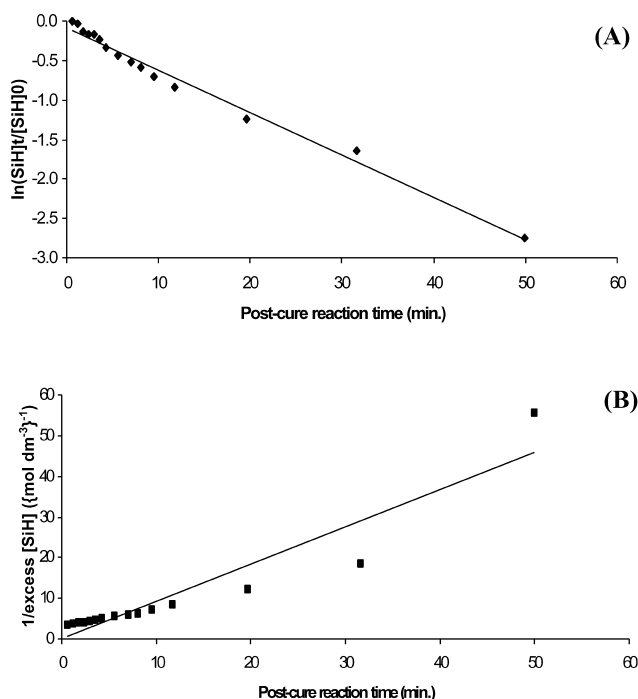 (A)
0.0
-0.5
-1.0
-1.5
-2.0
-2.5
-3.0
ln(SiH]t/[SiH]0)
0 10 20 30 40 50 60
Post-cure reaction time (min.)
(B)
60
50
40
30
20
10
0
1/excess [SiH] ({mol dm-3}-1)
0 10 20 30 40 50 60
Post-cure reaction time (min.)